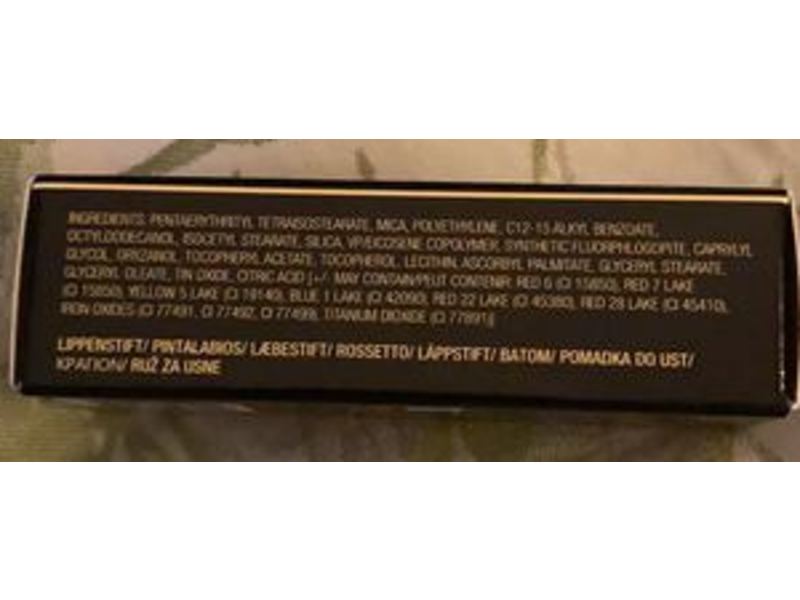 INGREDIENTS: PENTAERYTHRITYL TETRAISOSTEARATE, MICA, POLYETHYLENE, C12-15 ALKYL BENZOATE,
OCTYLDODECANOL, ISOCETYL STEARATE, SILICA, VP/EICOSENE COPOLYMER, SYNTHETIC FLUORPHLOGOPITE, CAPRYLYL
GLYCOL, ORIZANOL, TOCOPHERYL ACETATE, TOCOPHEROL, LECITHIN, ASCORBYL PALMITATE, GLYCERYL STEARATE,
GLYCERYL OLEATE, TIN OXIDE, CITRIC ACID [+/- MAY CONTAIN/PEUT CONTENIR: RED 6 (CI 15850), RED 7 LAKE
(CI 15850), YELLOW 5 LAKE (CI 19140), BLUE 1 LAKE (CI 42090), RED 22 LAKE (CI 45380), RED 28 LAKE (CI 45410),
IRON OXIDES (CI 77491, CI 77492, CI 77499), TITANIUM DIOXIDE (CI 77891)]
LIPPENSTIFT/ PINTALABIOS/ LÆBESTIFT/ ROSSETTO/ LÄPPSTIFT/ BATOM/ POMADKA DO UST/
ΚΡΑΓΙΟΝ/ RUŽ ZA USNE